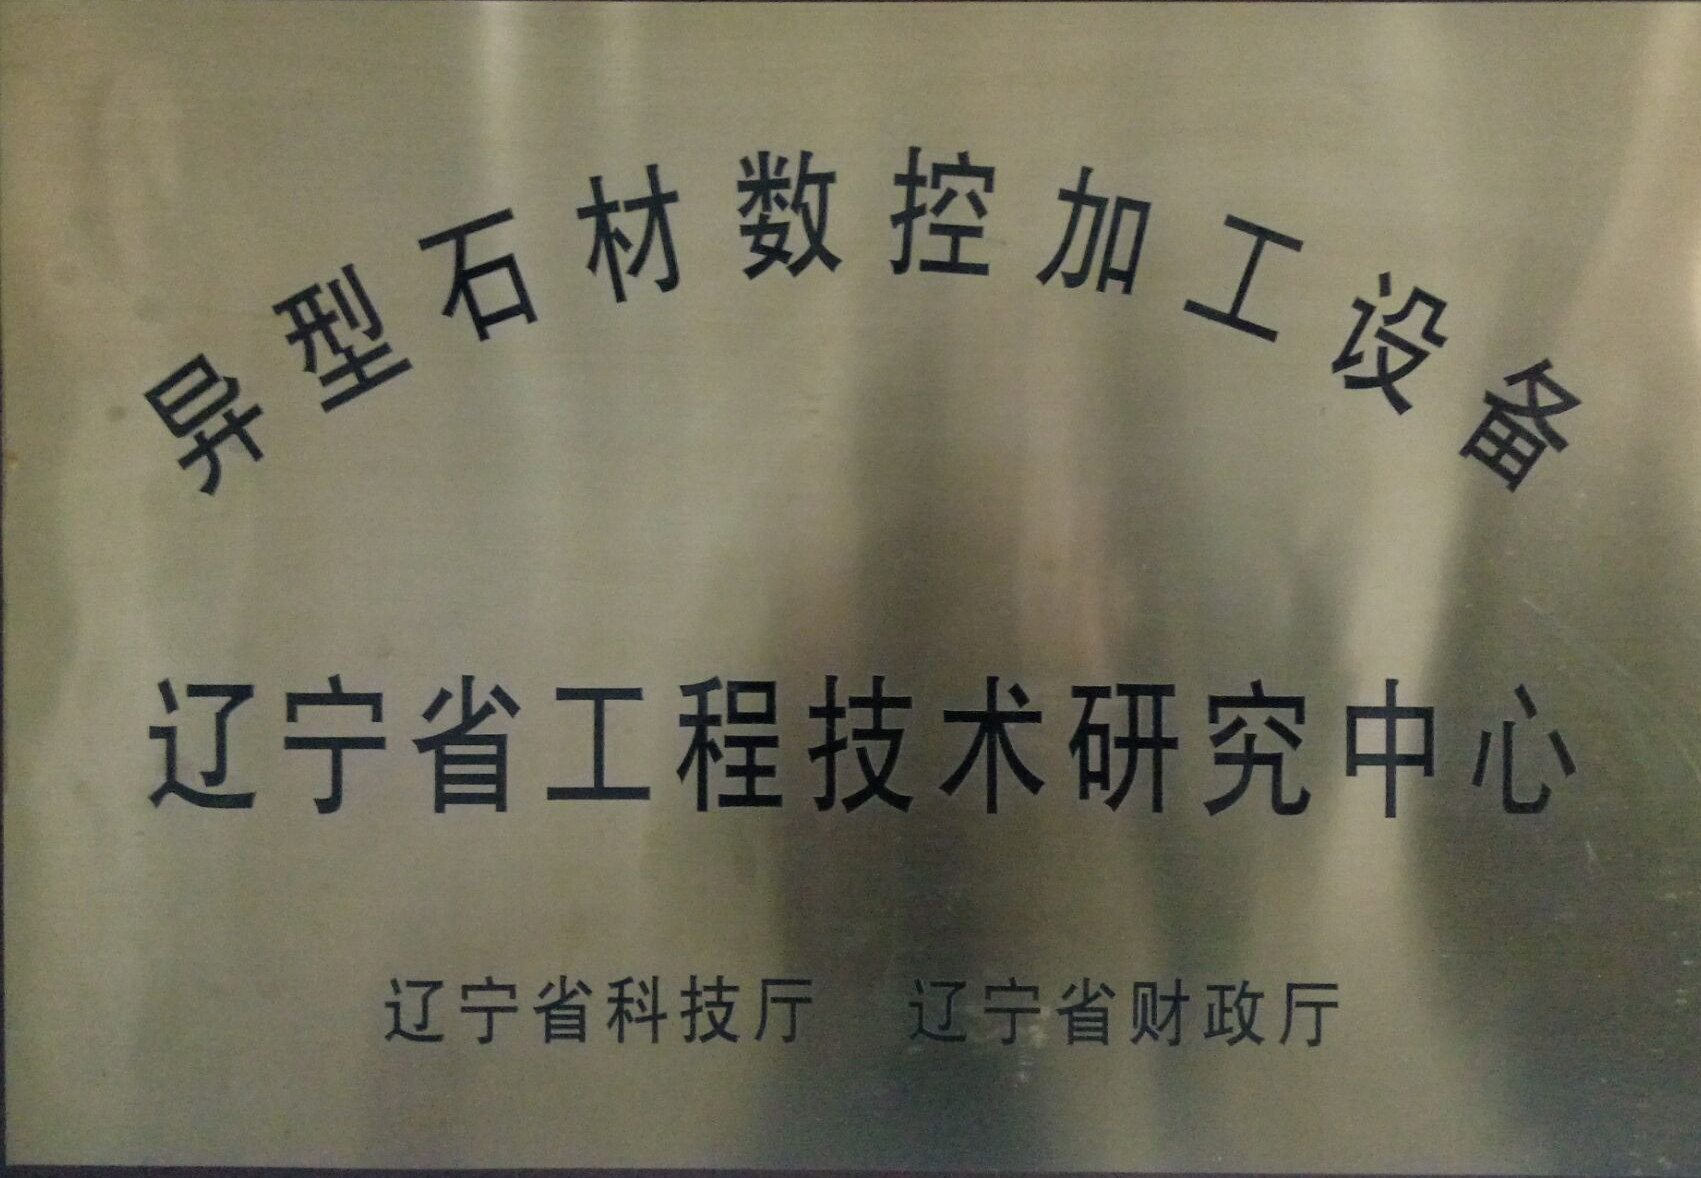 异型石材数控加工设备
辽宁省工程技术研究中心
辽宁省科技厅 辽宁省财政厅